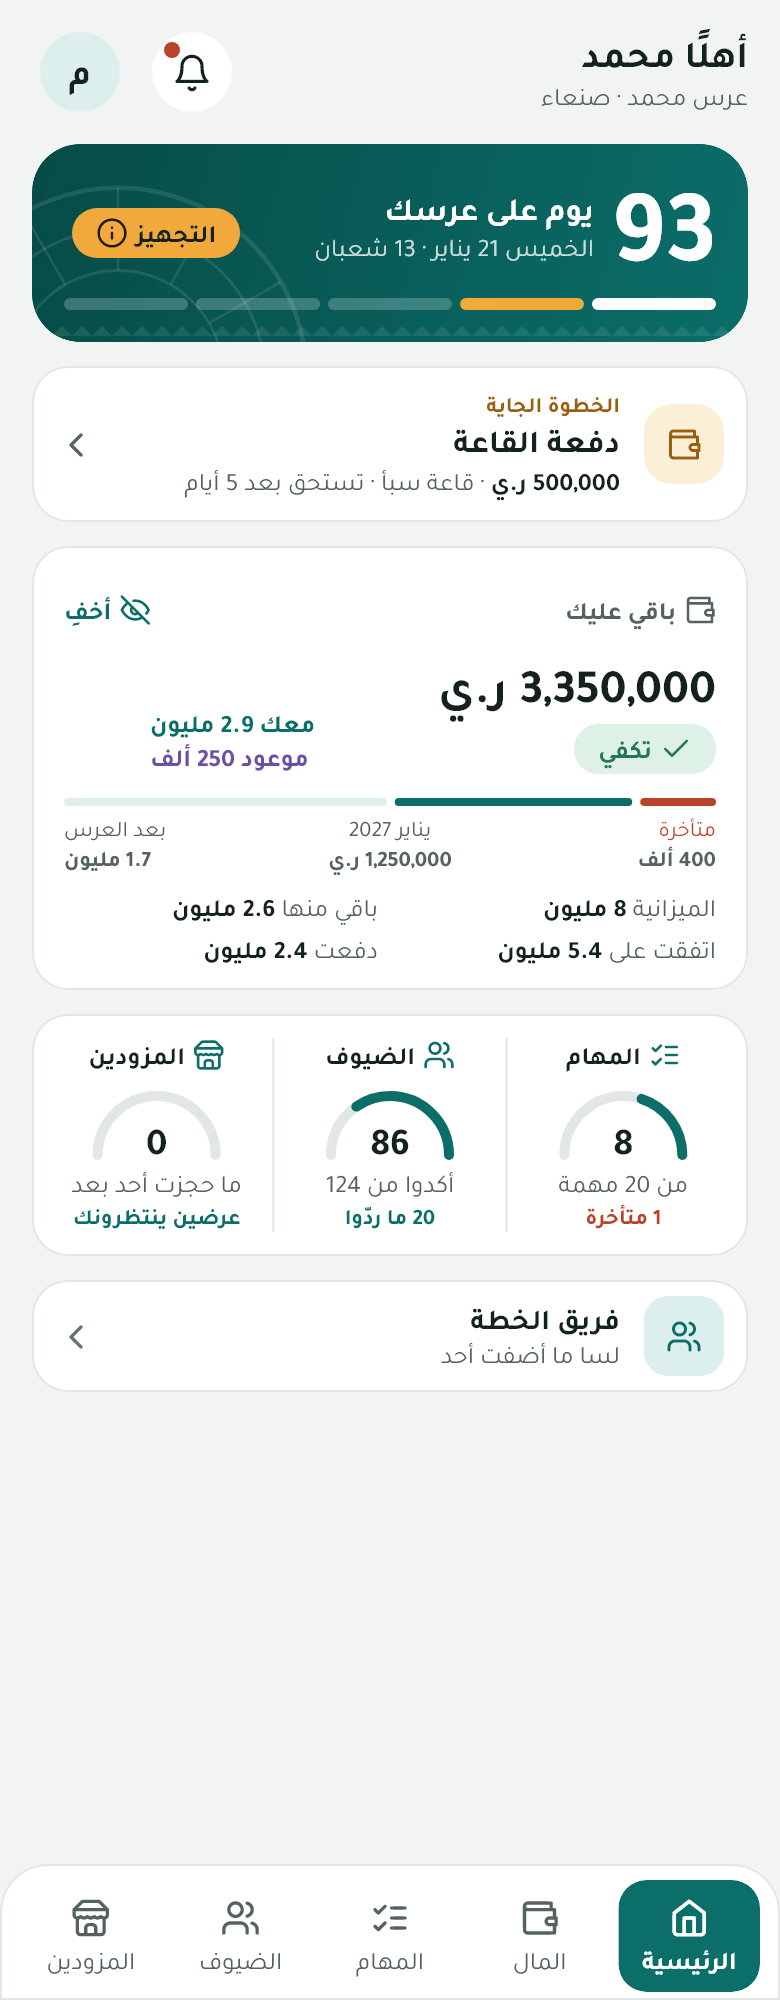 أهلًا محمد
عرس محمد · صنعاء
م
93
يوم على عرسك
الخميس 21 يناير · 13 شعبان
التجهيز
الخطوة الجاية
دفعة القاعة
500,000 ر.ي · قاعة سبأ · تستحق بعد 5 أيام
باقي عليك
أخفِ
3,350,000 ر.ي
تكفي
معك 2.9 مليون
موعود 250 ألف
متأخرة
400 ألف
يناير 2027
1,250,000 ر.ي
بعد العرس
1.7 مليون
الميزانية 8 مليون
باقي منها 2.6 مليون
اتفقت على 5.4 مليون
دفعت 2.4 مليون
المهام
8
من 20 مهمة
1 متأخرة
الضيوف
86
أكدوا من 124
20 ما ردّوا
المزودين
0
ما حجزت أحد بعد
عرضين ينتظرونك
فريق الخطة
لسا ما أضفت أحد
الرئيسية
المال
المهام
الضيوف
المزودين